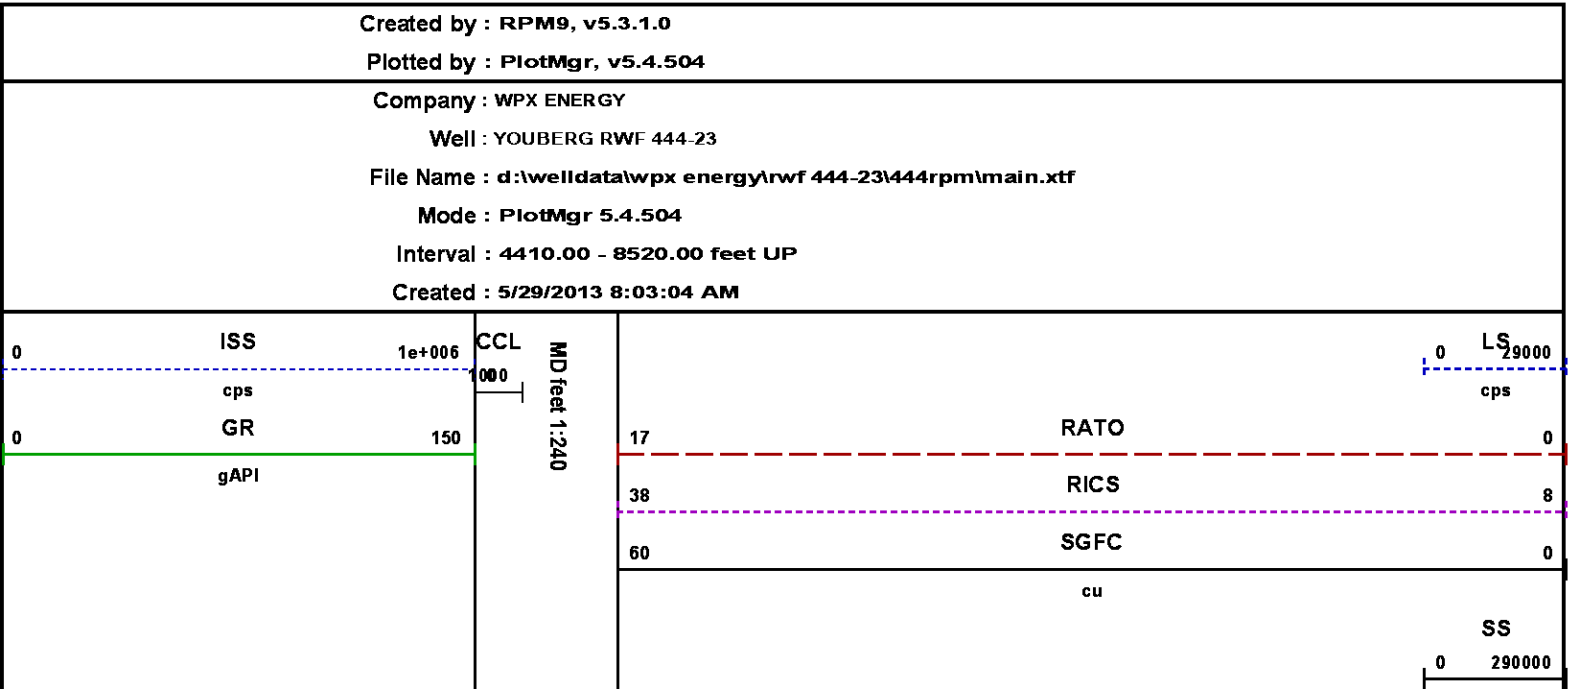 Created by : RPM9, v5.3.1.0
Plotted by : PlotMgr, v5.4.504
Company : WPX ENERGY
Well : YOUBERG RWF 444-23
File Name : d:\welldata\wpx energy\rwf 444-23\444rpm\main.xtf
Mode : PlotMgr 5.4.504
Interval : 4410.00 - 8520.00 feet UP
Created : 5/29/2013 8:03:04 AM
ISS
0 1e+006
cps
GR
0 150
gAPI
CCL
MD feet 1:240
LS
0 29000
cps
RATO
17 0
RICS
38 8
SGFC
60 0
cu
SS
0 290000